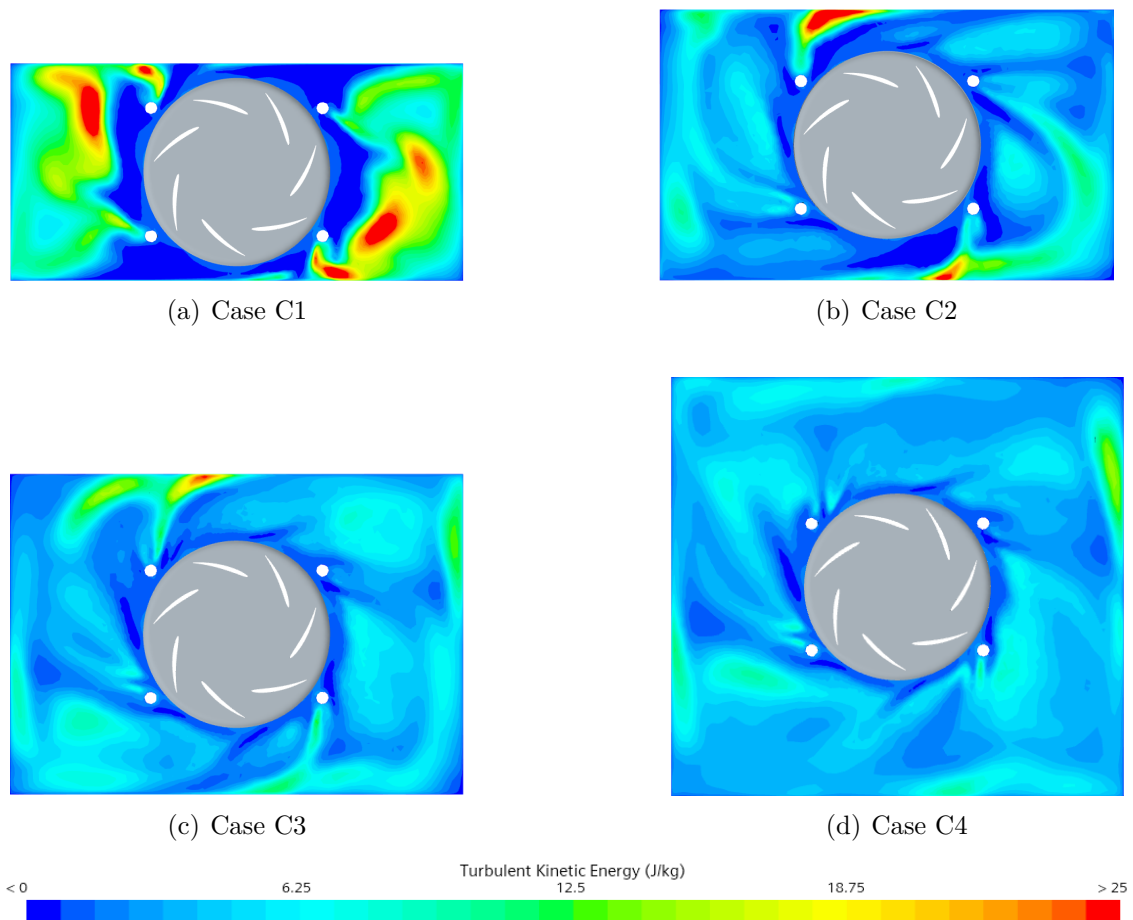 (a) Case C1
(b) Case C2
(c) Case C3
(d) Case C4
Turbulent Kinetic Energy (J/kg)
< 0 6.25 12.5 18.75 > 25